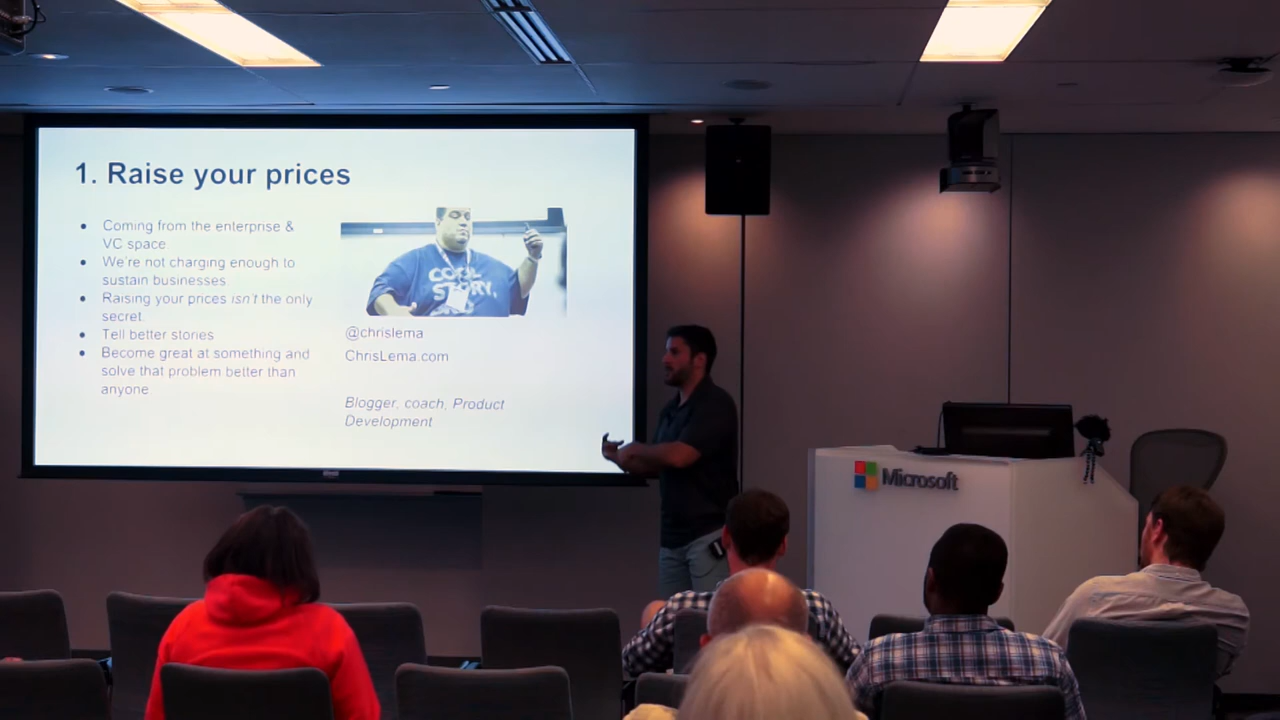 1. Raise your prices
Coming from the enterprise &
VC space
We're not charging enough to
sustain businesses
Raising your prices isn't the only
secret.
Tell better stories
Become great at something and
solve that problem better than
anyone
COOL
STORY,
@chrislema
ChrisLema.com
Blogger, coach, Product
Development
Microsoft